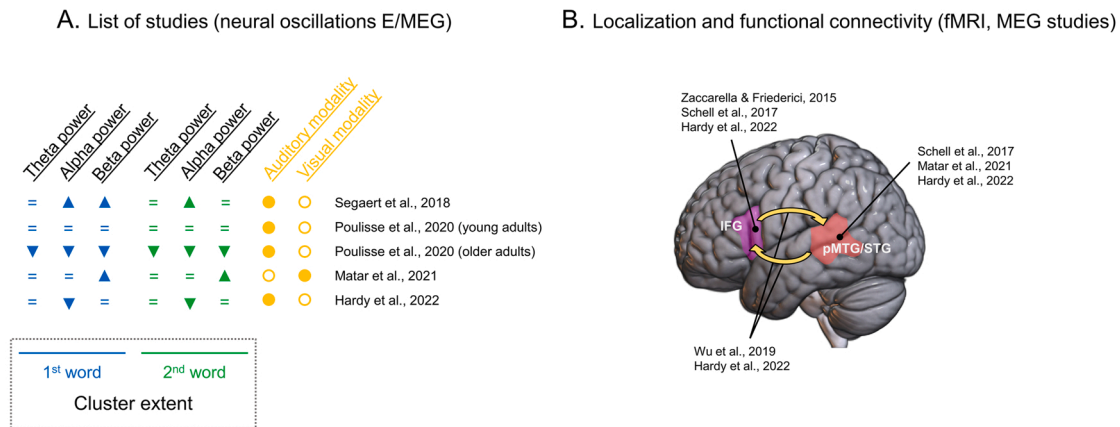 A. List of studies (neural oscillations E/MEG)
Theta power
Alpha power
Beta power
Theta power
Alpha power
Beta power
Auditory modality
Visual modality
= ▲ ▲ = ▲ = Segaert et al., 2018
= = = = = = Poulisse et al., 2020 (young adults)
▼ ▼ ▼ ▼ ▼ ▼ Poulisse et al., 2020 (older adults)
= = ▲ = = ▲ Matar et al., 2021
= ▼ = = ▼ = Hardy et al., 2022
1st word 2nd word
Cluster extent
B. Localization and functional connectivity (fMRI, MEG studies)
Zaccarella & Friederici, 2015
Schell et al., 2017
Hardy et al., 2022
Schell et al., 2017
Matar et al., 2021
Hardy et al., 2022
IFG
pMTG/STG
Wu et al., 2019
Hardy et al., 2022